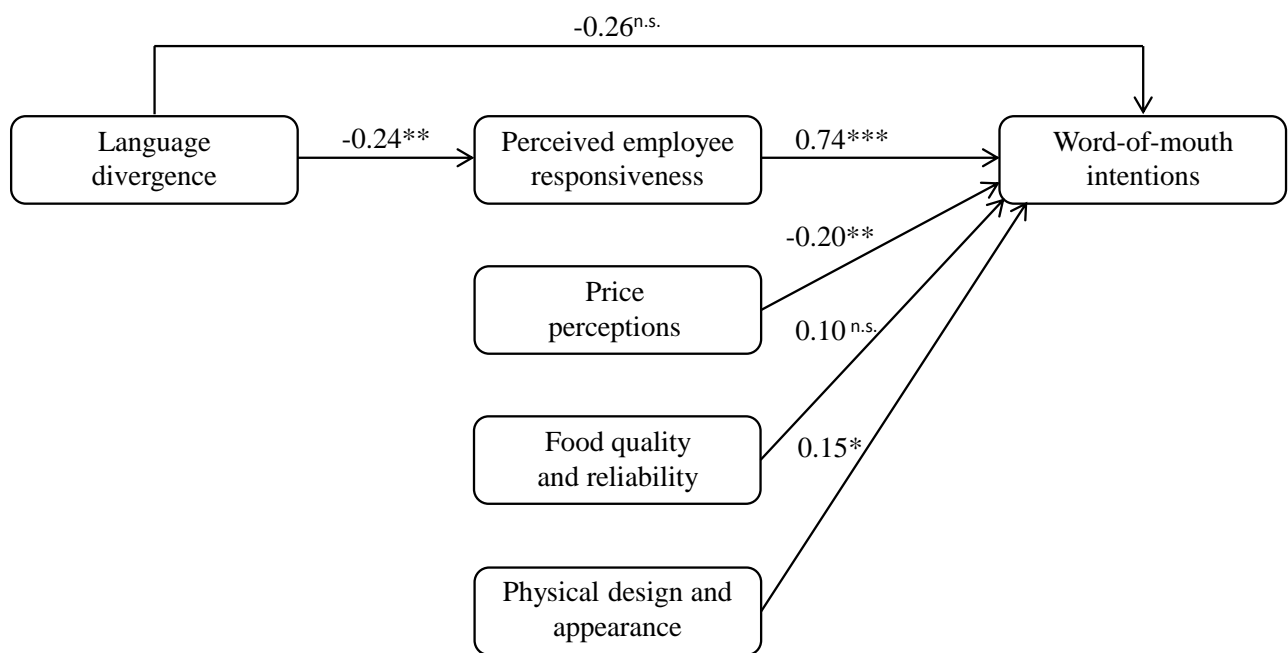 -0.26n.s.
Language
divergence
-0.24**
Perceived employee
responsiveness
0.74***
Word-of-mouth
intentions
-0.20**
Price
perceptions
0.10 n.s.
Food quality
and reliability
0.15*
Physical design and
appearance